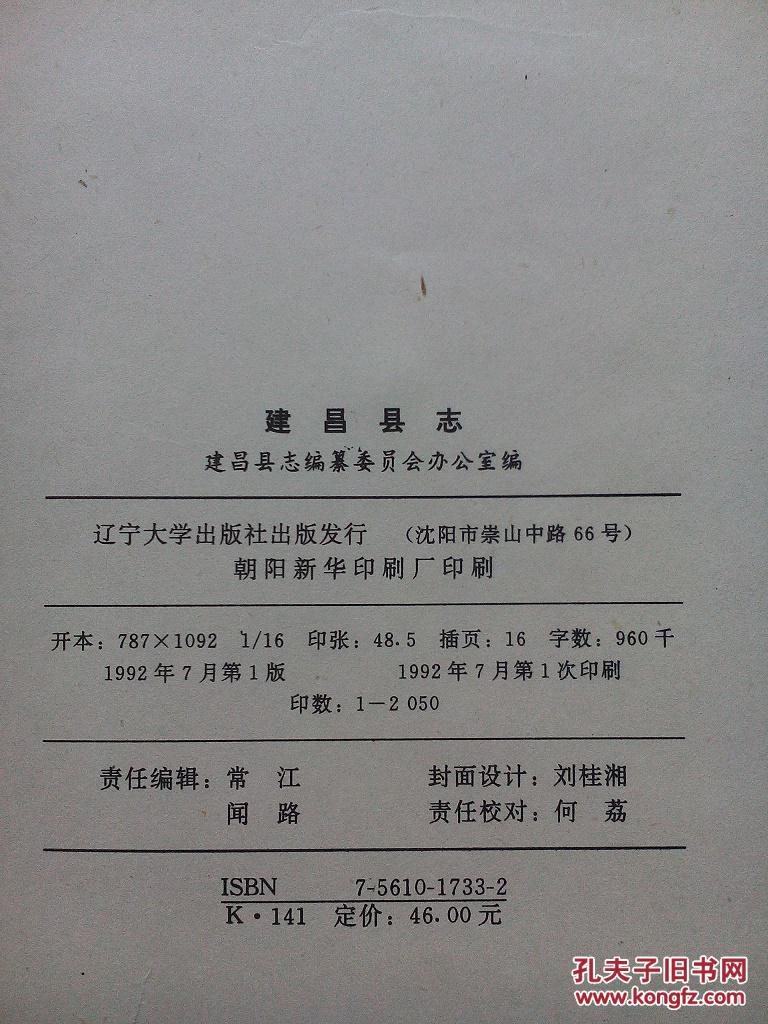 建昌县志
建昌县志编纂委员会办公室编
辽宁大学出版社出版发行 （沈阳市崇山中路66号）
朝阳新华印刷厂印刷
开本：787×1092 1/16 印张：48.5 插页：16 字数：960千
1992年7月第1版 1992年7月第1次印刷
印数：1－2 050
责任编辑：常 江 封面设计：刘桂湘
闻 路 责任校对：何 荔
ISBN 7-5610-1733-2
K·141 定价：46.00元
孔夫子旧书网
www.kongfz.com